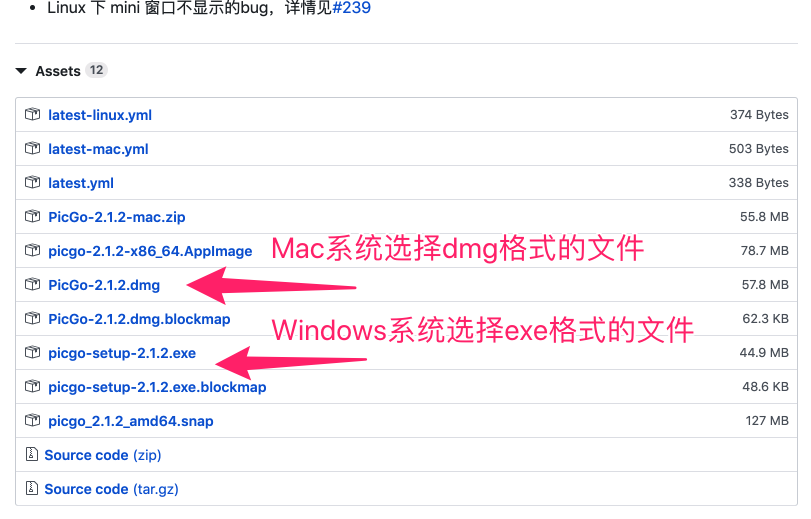 Linux 下 mini 窗口不显示的bug，详情见#239
Assets 12
latest-linux.yml 374 Bytes
latest-mac.yml 503 Bytes
latest.yml 338 Bytes
PicGo-2.1.2-mac.zip 55.8 MB
picgo-2.1.2-x86_64.AppImage 78.7 MB
Mac系统选择dmg格式的文件
PicGo-2.1.2.dmg 57.8 MB
PicGo-2.1.2.dmg.blockmap 62.3 KB
Windows系统选择exe格式的文件
picgo-setup-2.1.2.exe 44.9 MB
picgo-setup-2.1.2.exe.blockmap 48.6 KB
picgo_2.1.2_amd64.snap 127 MB
Source code (zip)
Source code (tar.gz)